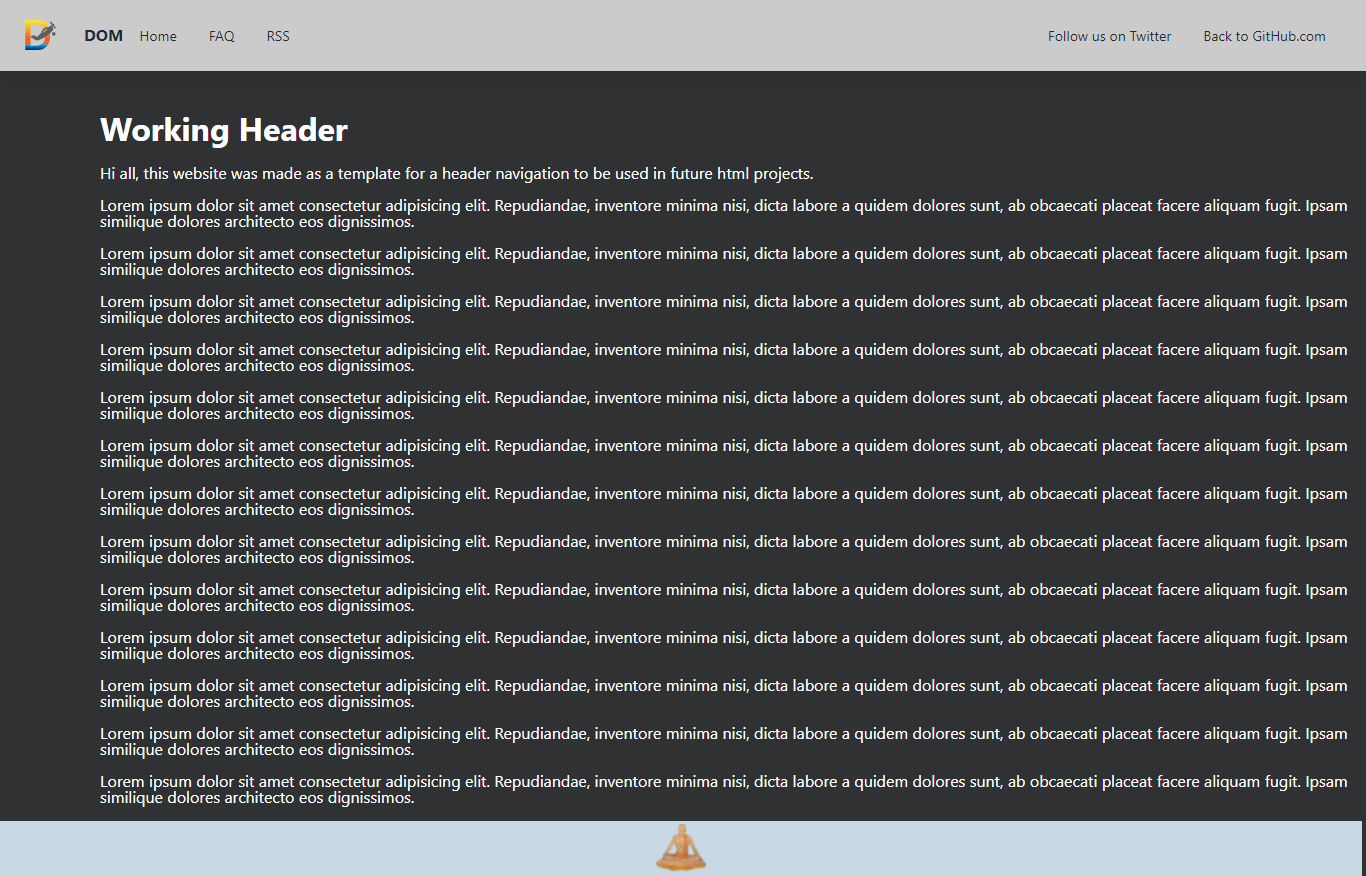 DOM Home FAQ RSS Follow us on Twitter Back to GitHub.com
Working Header
Hi all, this website was made as a template for a header navigation to be used in future html projects.
Lorem ipsum dolor sit amet consectetur adipisicing elit. Repudiandae, inventore minima nisi, dicta labore a quidem dolores sunt, ab obcaecati placeat facere aliquam fugit. Ipsam
similique dolores architecto eos dignissimos.
Lorem ipsum dolor sit amet consectetur adipisicing elit. Repudiandae, inventore minima nisi, dicta labore a quidem dolores sunt, ab obcaecati placeat facere aliquam fugit. Ipsam
similique dolores architecto eos dignissimos.
Lorem ipsum dolor sit amet consectetur adipisicing elit. Repudiandae, inventore minima nisi, dicta labore a quidem dolores sunt, ab obcaecati placeat facere aliquam fugit. Ipsam
similique dolores architecto eos dignissimos.
Lorem ipsum dolor sit amet consectetur adipisicing elit. Repudiandae, inventore minima nisi, dicta labore a quidem dolores sunt, ab obcaecati placeat facere aliquam fugit. Ipsam
similique dolores architecto eos dignissimos.
Lorem ipsum dolor sit amet consectetur adipisicing elit. Repudiandae, inventore minima nisi, dicta labore a quidem dolores sunt, ab obcaecati placeat facere aliquam fugit. Ipsam
similique dolores architecto eos dignissimos.
Lorem ipsum dolor sit amet consectetur adipisicing elit. Repudiandae, inventore minima nisi, dicta labore a quidem dolores sunt, ab obcaecati placeat facere aliquam fugit. Ipsam
similique dolores architecto eos dignissimos.
Lorem ipsum dolor sit amet consectetur adipisicing elit. Repudiandae, inventore minima nisi, dicta labore a quidem dolores sunt, ab obcaecati placeat facere aliquam fugit. Ipsam
similique dolores architecto eos dignissimos.
Lorem ipsum dolor sit amet consectetur adipisicing elit. Repudiandae, inventore minima nisi, dicta labore a quidem dolores sunt, ab obcaecati placeat facere aliquam fugit. Ipsam
similique dolores architecto eos dignissimos.
Lorem ipsum dolor sit amet consectetur adipisicing elit. Repudiandae, inventore minima nisi, dicta labore a quidem dolores sunt, ab obcaecati placeat facere aliquam fugit. Ipsam
similique dolores architecto eos dignissimos.
Lorem ipsum dolor sit amet consectetur adipisicing elit. Repudiandae, inventore minima nisi, dicta labore a quidem dolores sunt, ab obcaecati placeat facere aliquam fugit. Ipsam
similique dolores architecto eos dignissimos.
Lorem ipsum dolor sit amet consectetur adipisicing elit. Repudiandae, inventore minima nisi, dicta labore a quidem dolores sunt, ab obcaecati placeat facere aliquam fugit. Ipsam
similique dolores architecto eos dignissimos.
Lorem ipsum dolor sit amet consectetur adipisicing elit. Repudiandae, inventore minima nisi, dicta labore a quidem dolores sunt, ab obcaecati placeat facere aliquam fugit. Ipsam
similique dolores architecto eos dignissimos.
Lorem ipsum dolor sit amet consectetur adipisicing elit. Repudiandae, inventore minima nisi, dicta labore a quidem dolores sunt, ab obcaecati placeat facere aliquam fugit. Ipsam
similique dolores architecto eos dignissimos.